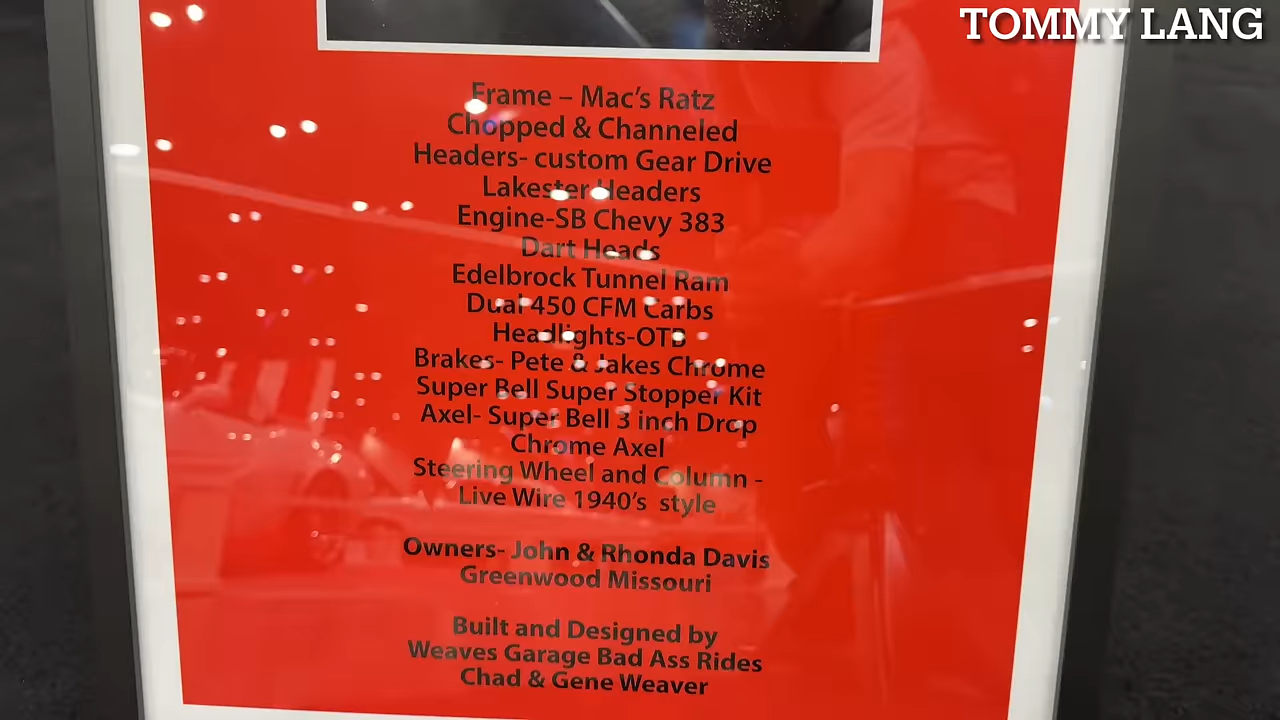 TOMMY LANG
Frame – Mac's Ratz
Chopped & Channeled
Headers- custom Gear Drive
Lakester Headers
Engine-SB Chevy 383
Dart Heads
Edelbrock Tunnel Ram
Dual 450 CFM Carbs
Headlights-OTB
Brakes- Pete & Jakes Chrome
Super Bell Super Stopper Kit
Axel- Super Bell 3 inch Drop
Chrome Axel
Steering Wheel and Column -
Live Wire 1940's style
Owners- John & Rhonda Davis
Greenwood Missouri
Built and Designed by
Weaves Garage Bad Ass Rides
Chad & Gene Weaver